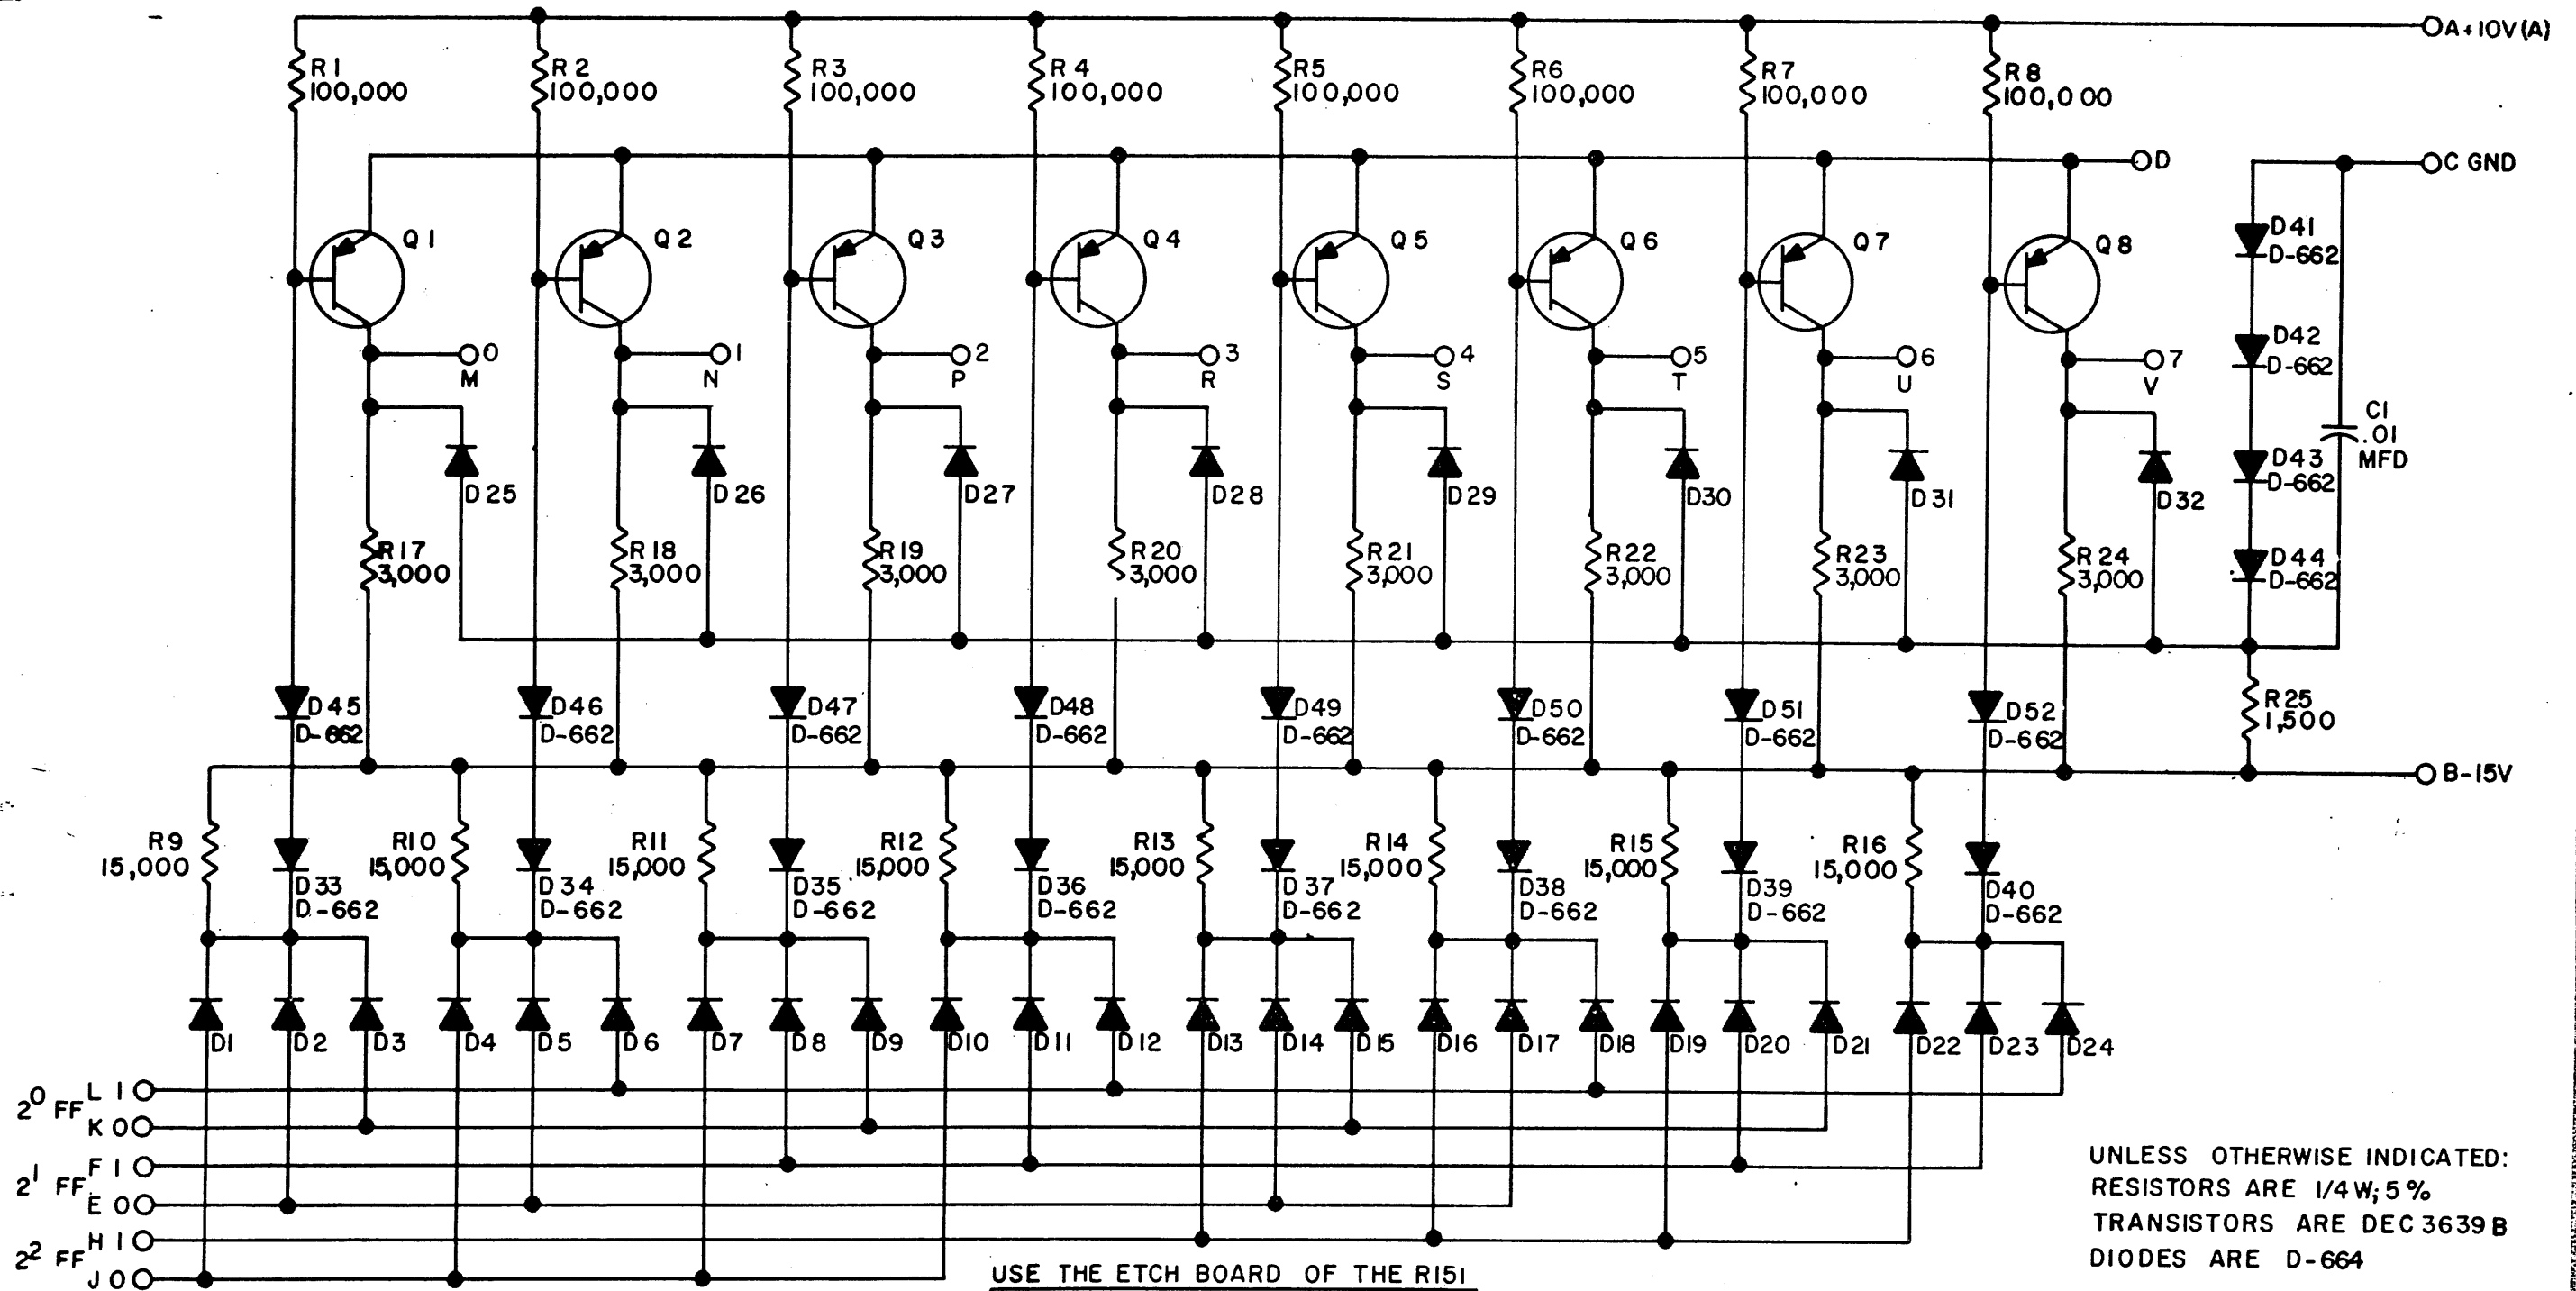 A+10V(A)
R1
100,000
R2
100,000
R3
100,000
R4
100,000
R5
100,000
R6
100,000
R7
100,000
R8
100,000
D
C GND
Q1
Q2
Q3
Q4
Q5
Q6
Q7
Q8
D41
D-662
D42
D-662
D43
D-662
D44
D-662
C1
.01
MFD
0
M
1
N
2
P
3
R
4
S
5
T
6
U
7
V
D25
D26
D27
D28
D29
D30
D31
D32
R17
3,000
R18
3,000
R19
3,000
R20
3,000
R21
3,000
R22
3,000
R23
3,000
R24
3,000
D45
D-662
D46
D-662
D47
D-662
D48
D-662
D49
D-662
D50
D-662
D51
D-662
D52
D-662
R25
1,500
B-15V
R9
15,000
R10
15,000
R11
15,000
R12
15,000
R13
15,000
R14
15,000
R15
15,000
R16
15,000
D33
D-662
D34
D-662
D35
D-662
D36
D-662
D37
D-662
D38
D-662
D39
D-662
D40
D-662
D1
D2
D3
D4
D5
D6
D7
D8
D9
D10
D11
D12
D13
D14
D15
D16
D17
D18
D19
D20
D21
D22
D23
D24
2⁰ FF
L 1
K 0
2¹ FF
F 1
E 0
2² FF
H 1
J 0
USE THE ETCH BOARD OF THE R151
UNLESS OTHERWISE INDICATED:
RESISTORS ARE 1/4W; 5%
TRANSISTORS ARE DEC 3639B
DIODES ARE D-664